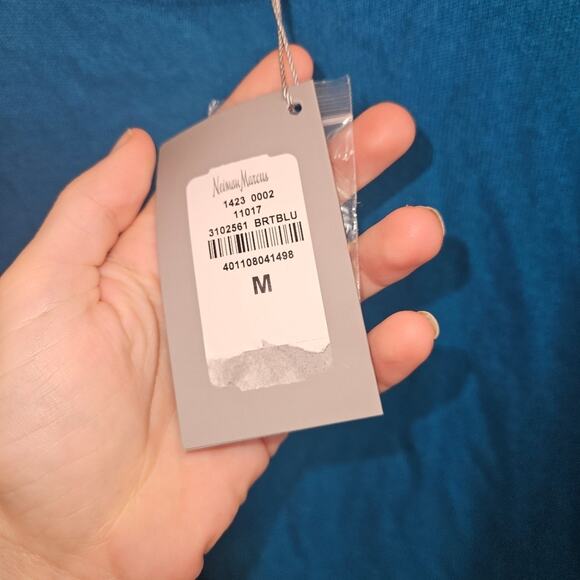 Neiman Marcus
1423 0002
11017
3102561 BRTBLU
401108041498
M